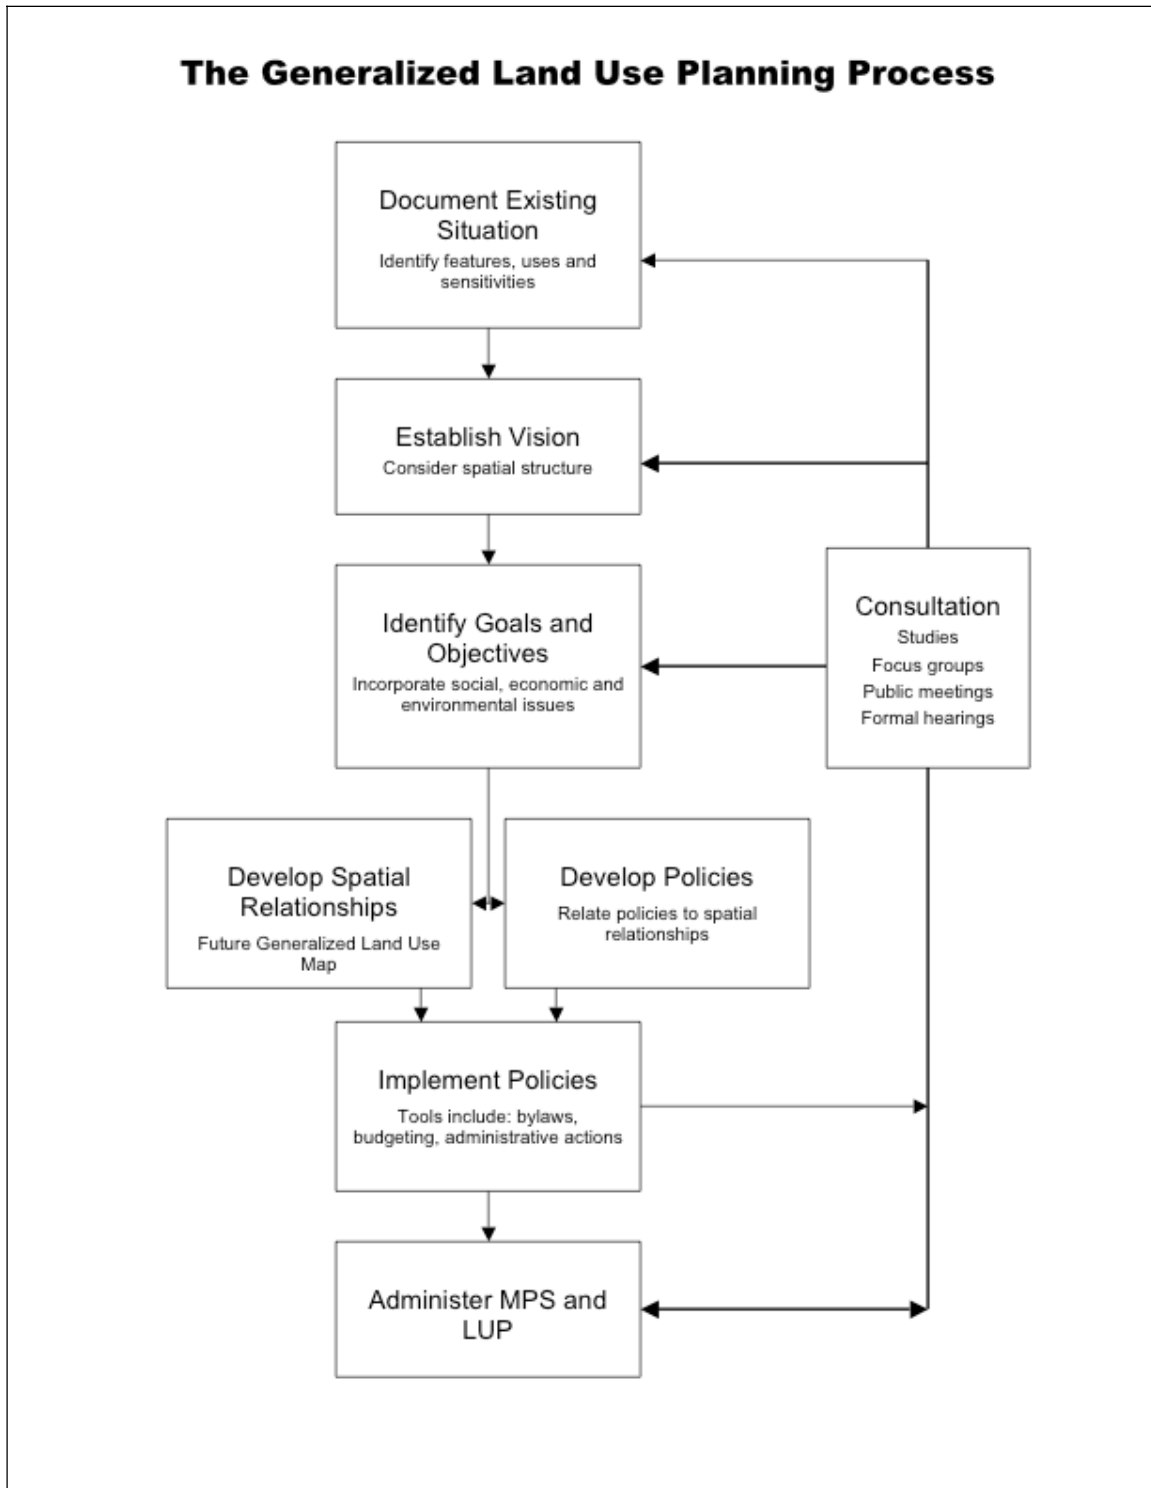 The Generalized Land Use Planning Process
Document Existing
Situation
Identify features, uses and
sensitivities
Establish Vision
Consider spatial structure
Identify Goals and
Objectives
Incorporate social, economic and
environmental issues
Consultation
Studies
Focus groups
Public meetings
Formal hearings
Develop Spatial
Relationships
Future Generalized Land Use
Map
Develop Policies
Relate policies to spatial
relationships
Implement Policies
Tools include: bylaws,
budgeting, administrative actions
Administer MPS and
LUP